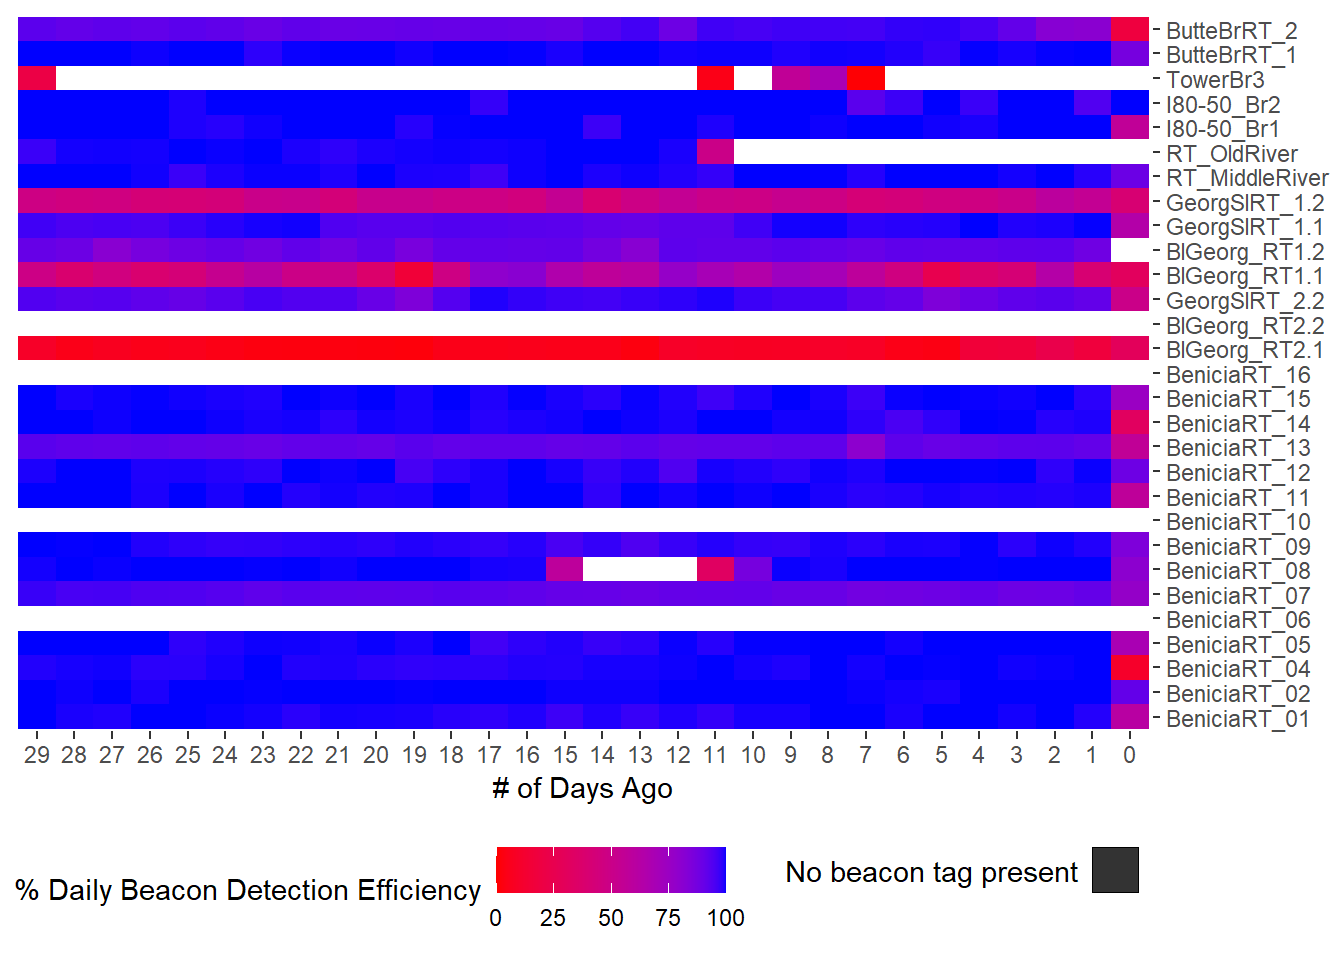 ButteBrRT_2
ButteBrRT_1
TowerBr3
I80-50_Br2
I80-50_Br1
RT_OldRiver
RT_MiddleRiver
GeorgSlRT_1.2
GeorgSlRT_1.1
BlGeorg_RT1.2
BlGeorg_RT1.1
GeorgSlRT_2.2
BlGeorg_RT2.2
BlGeorg_RT2.1
BeniciaRT_16
BeniciaRT_15
BeniciaRT_14
BeniciaRT_13
BeniciaRT_12
BeniciaRT_11
BeniciaRT_10
BeniciaRT_09
BeniciaRT_08
BeniciaRT_07
BeniciaRT_06
BeniciaRT_05
BeniciaRT_04
BeniciaRT_02
BeniciaRT_01
29 28 27 26 25 24 23 22 21 20 19 18 17 16 15 14 13 12 11 10 9 8 7 6 5 4 3 2 1 0
# of Days Ago
% Daily Beacon Detection Efficiency
0 25 50 75 100
No beacon tag present